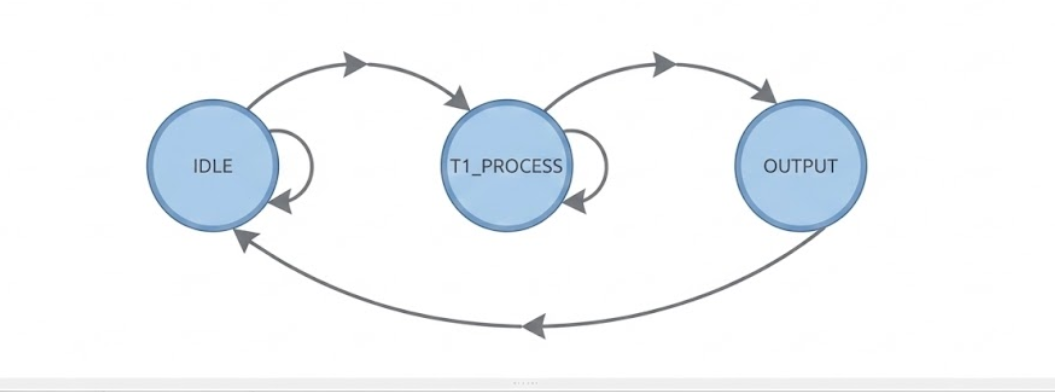 IDLE
T1_PROCESS
OUTPUT